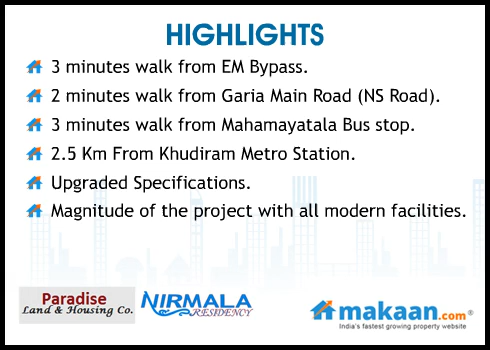 HIGHLIGHTS
3 minutes walk from EM Bypass.
2 minutes walk from Garia Main Road (NS Road).
3 minutes walk from Mahamayatala Bus stop.
2.5 Km From Khudiram Metro Station.
Upgraded Specifications.
Magnitude of the project with all modern facilities.
Paradise
Land & Housing Co.
NIRMALA
RESIDENCY
makaan.com®
India's fastest growing property website